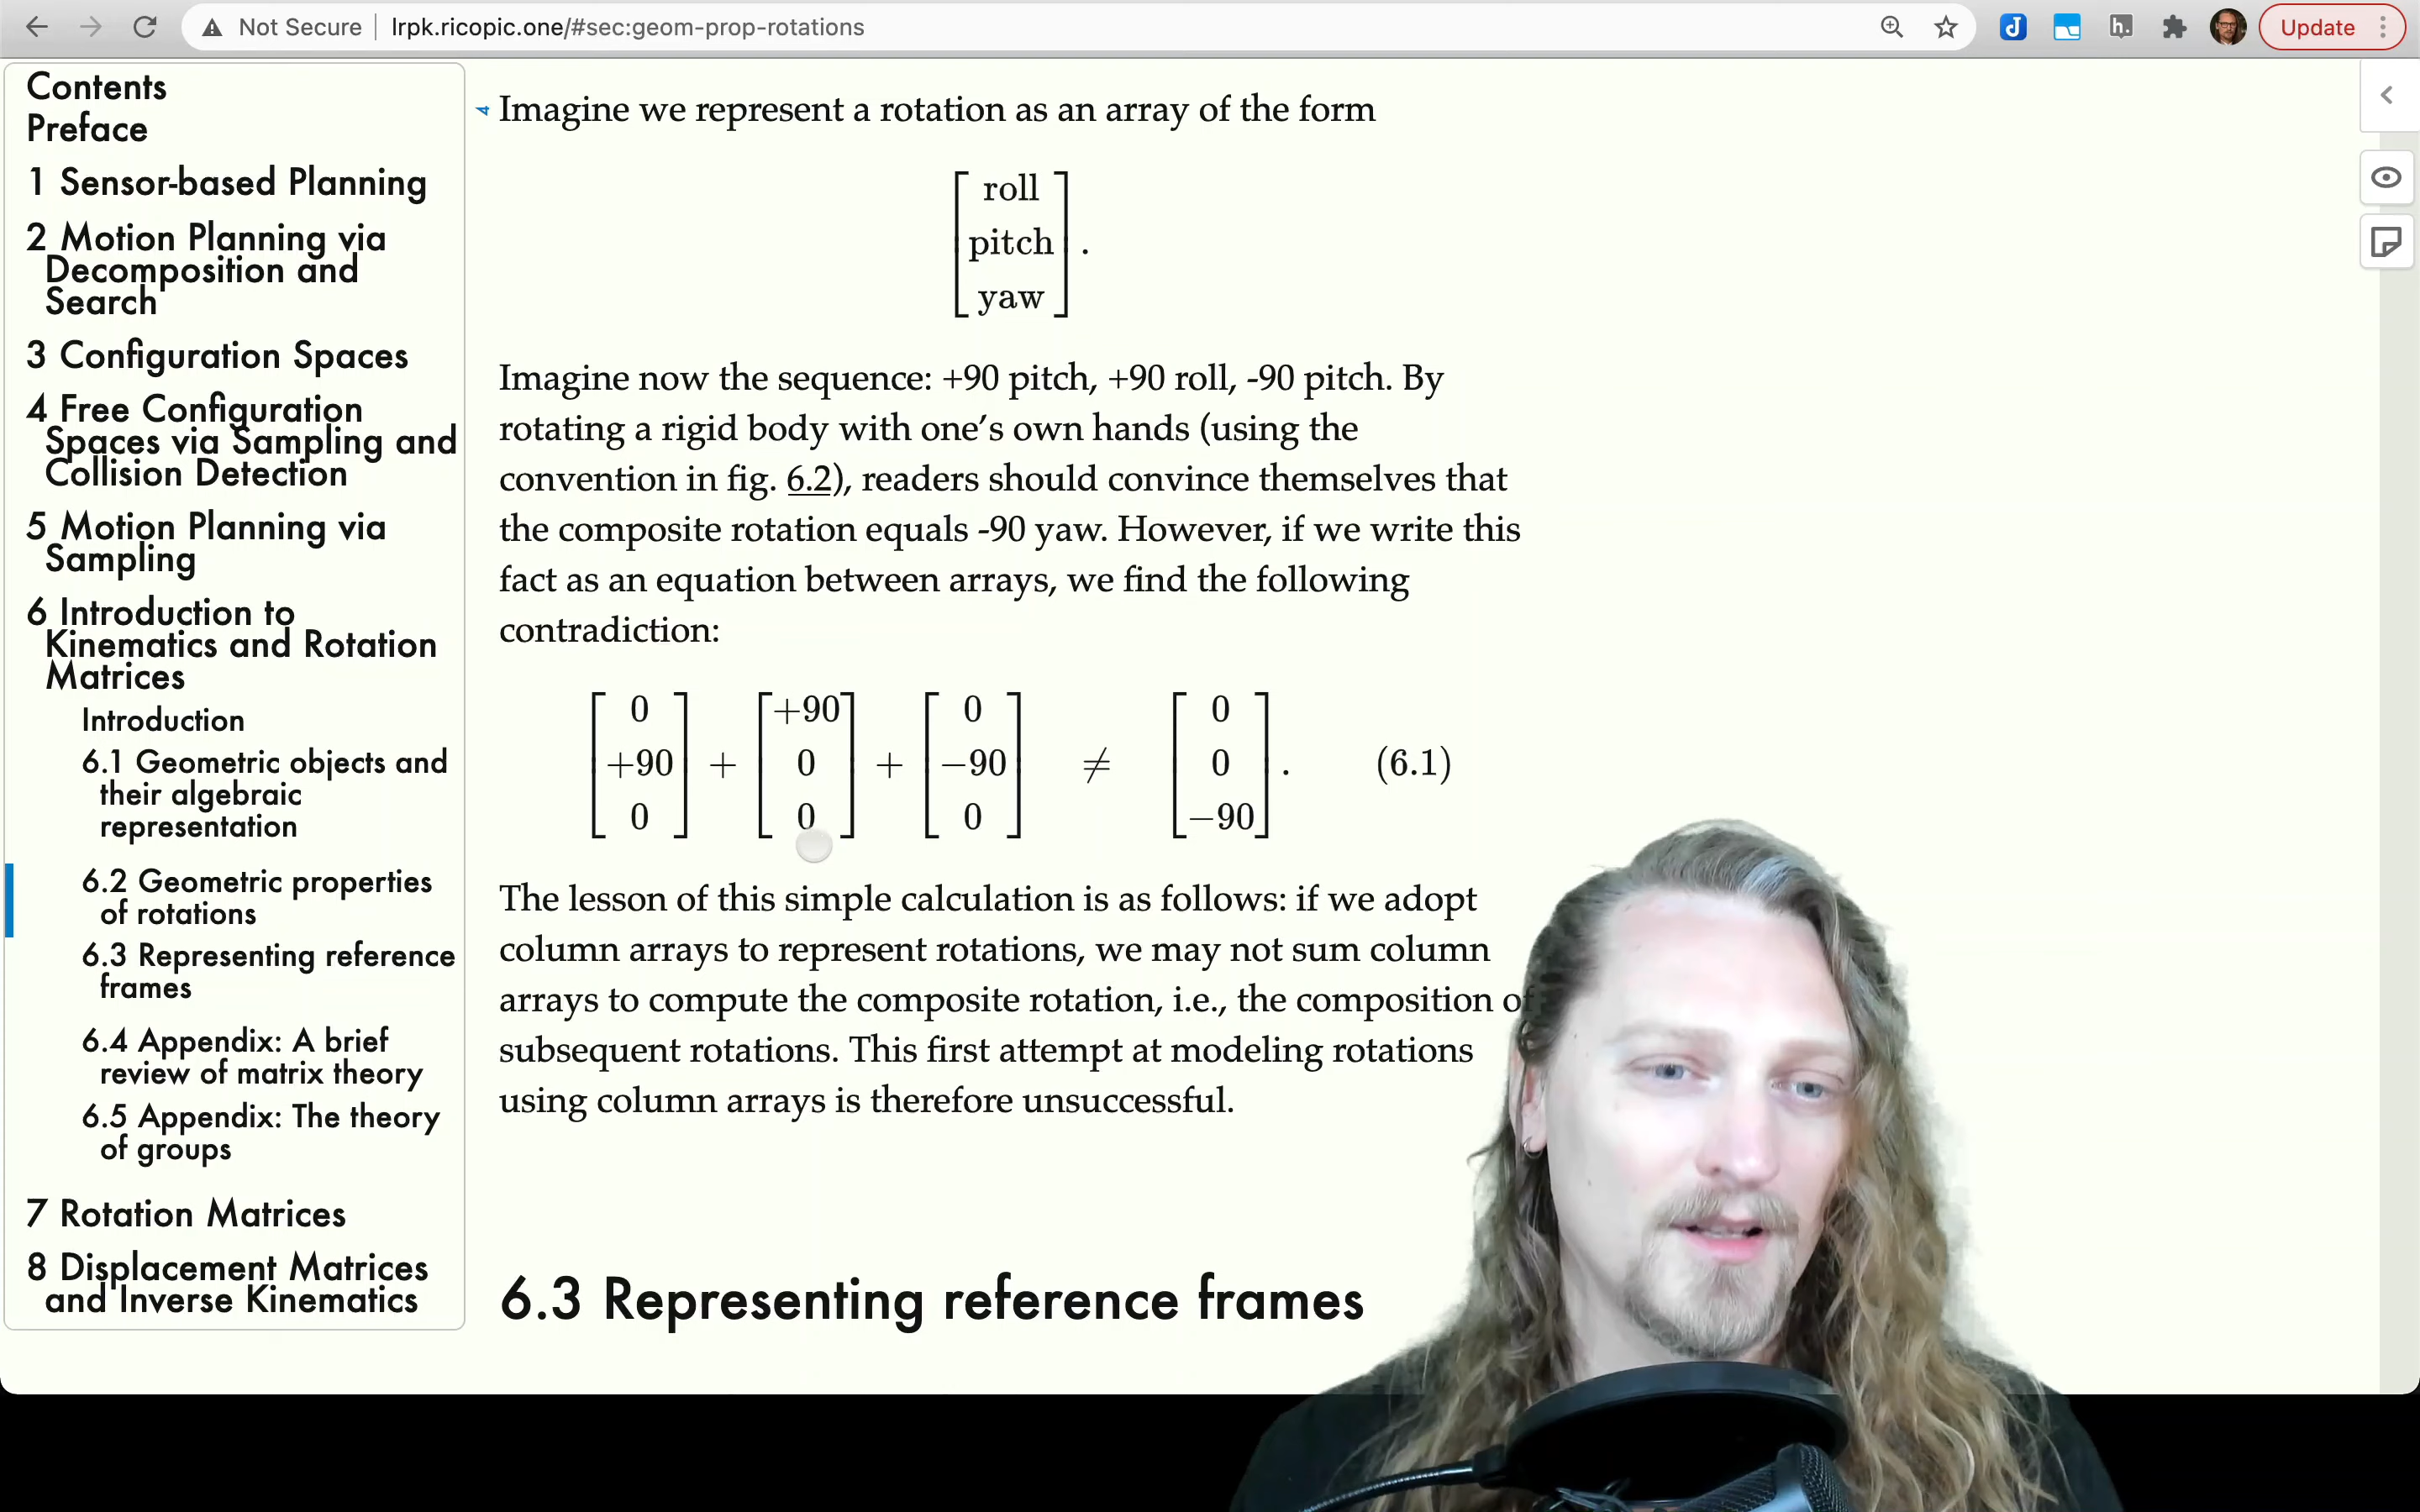 Not Secure | lrpk.ricopic.one/#sec:geom-prop-rotations
Update
Contents
Preface
1 Sensor-based Planning
2 Motion Planning via
Decomposition and
Search
3 Configuration Spaces
4 Free Configuration
Spaces via Sampling and
Collision Detection
5 Motion Planning via
Sampling
6 Introduction to
Kinematics and Rotation
Matrices
Introduction
6.1 Geometric objects and
their algebraic
representation
6.2 Geometric properties
of rotations
6.3 Representing reference
frames
6.4 Appendix: A brief
review of matrix theory
6.5 Appendix: The theory
of groups
7 Rotation Matrices
8 Displacement Matrices
and Inverse Kinematics
Imagine we represent a rotation as an array of the form
roll
pitch .
yaw
Imagine now the sequence: +90 pitch, +90 roll, -90 pitch. By
rotating a rigid body with one's own hands (using the
convention in fig. 6.2), readers should convince themselves that
the composite rotation equals -90 yaw. However, if we write this
fact as an equation between arrays, we find the following
contradiction:
0 +90 0 0
+90 + 0 + −90 ≠ 0 . (6.1)
0 0 0 −90
The lesson of this simple calculation is as follows: if we adopt
column arrays to represent rotations, we may not sum column
arrays to compute the composite rotation, i.e., the composition of
subsequent rotations. This first attempt at modeling rotations
using column arrays is therefore unsuccessful.
6.3 Representing reference frames